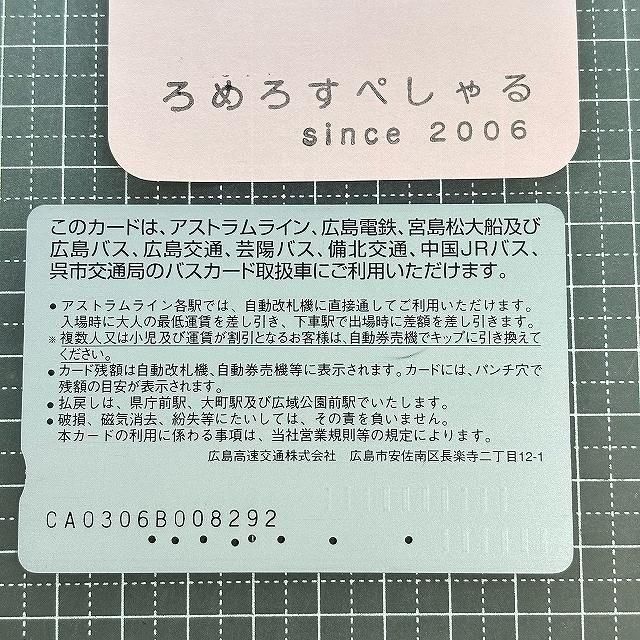 ろめろすぺしゃる
since 2006
このカードは、アストラムライン、広島電鉄、宮島松大船及び
広島バス、広島交通、芸陽バス、備北交通、中国JRバス、
呉市交通局のバスカード取扱車にご利用いただけます。
● アストラムライン各駅では、自動改札機に直接通してご利用いただけます。
入場時に大人の最低運賃を差し引き、下車駅で出場時に差額を差し引きます。
※ 複数人又は小児及び運賃が割引となるお客様は、自動券売機でキップに引き換えて
ください。
● カード残額は自動改札機、自動券売機等に表示されます。カードには、パンチ穴で
残額の目安が表示されます。
● 払戻しは、県庁前駅、大町駅及び広域公園前駅でいたします。
● 破損、磁気消去、紛失等にたいしては、その責を負いません。
本カードの利用に係わる事項は、当社営業規則等の規定によります。
広島高速交通株式会社 広島市安佐南区長楽寺二丁目12-1
CA0306B008292